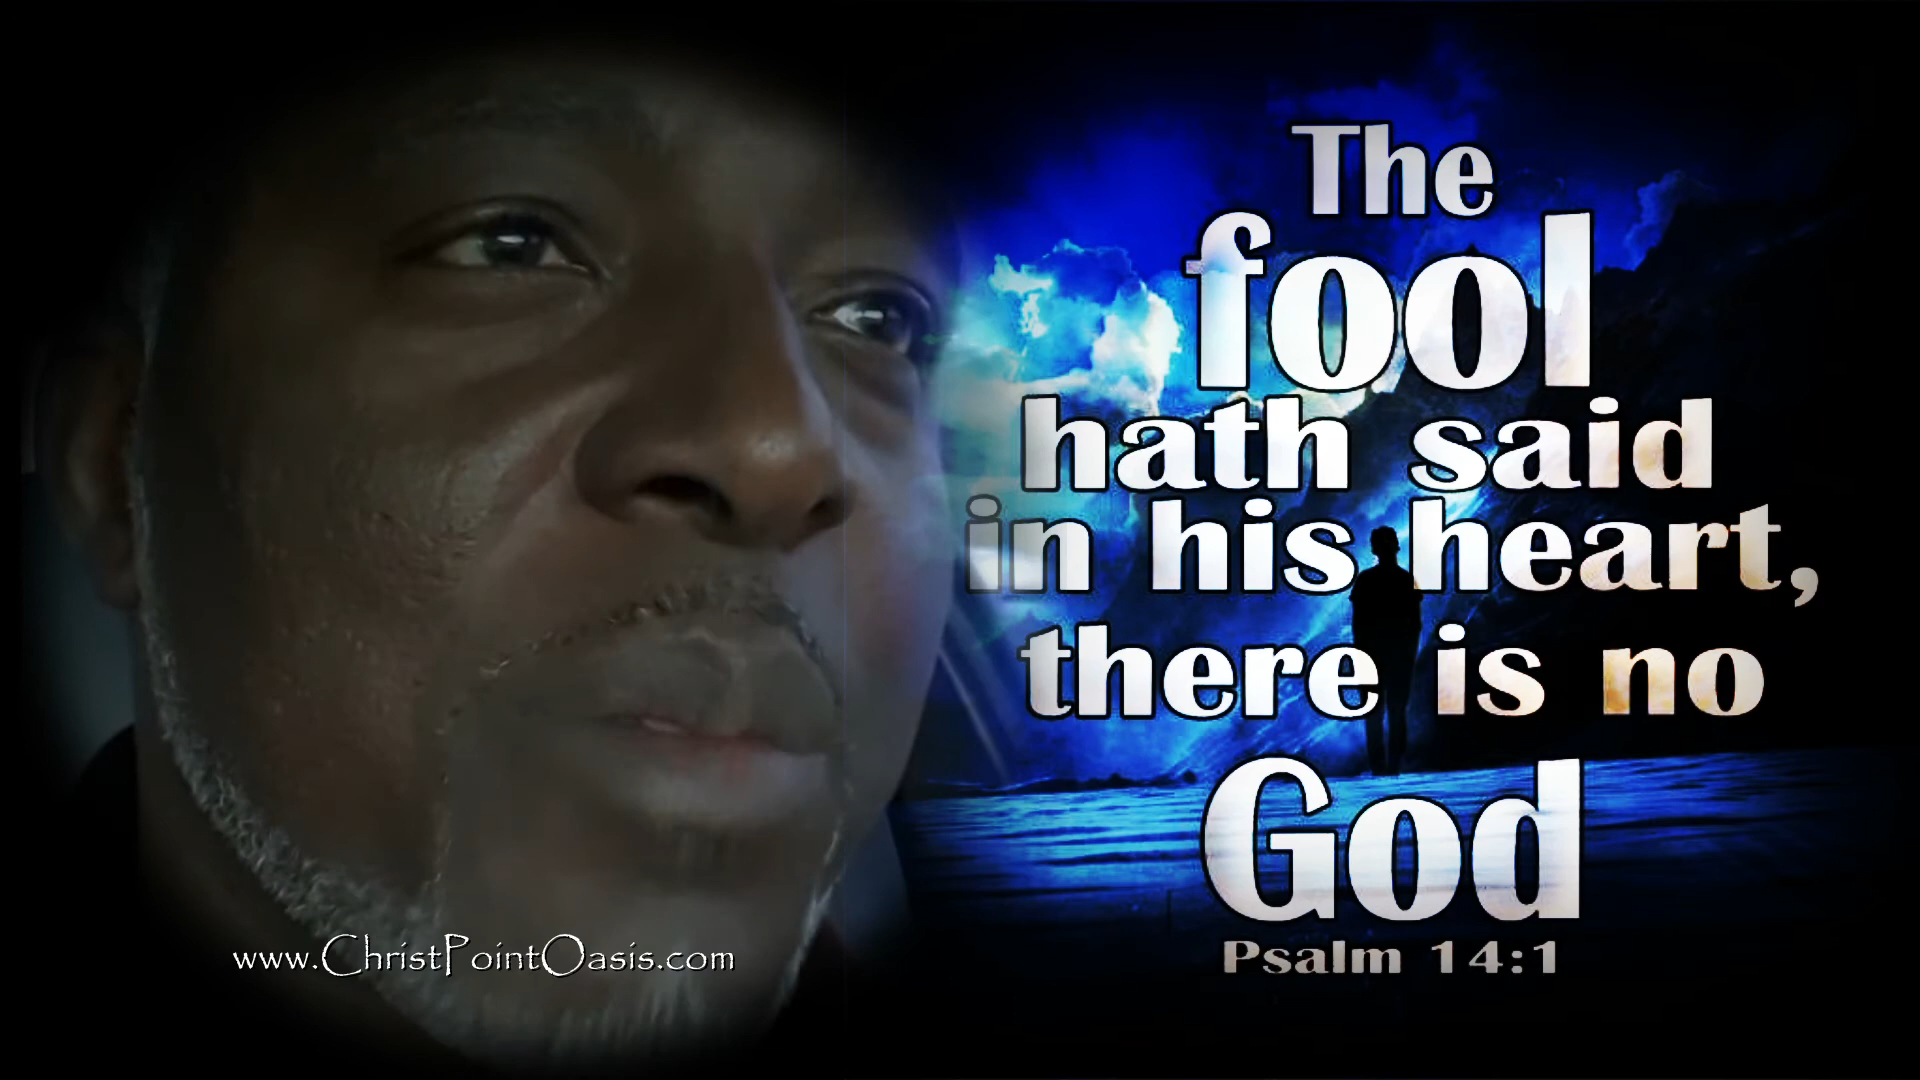 The
fool
hath said
in his heart,
there is no
God
Psalm 14:1
www.ChristPointOasis.com